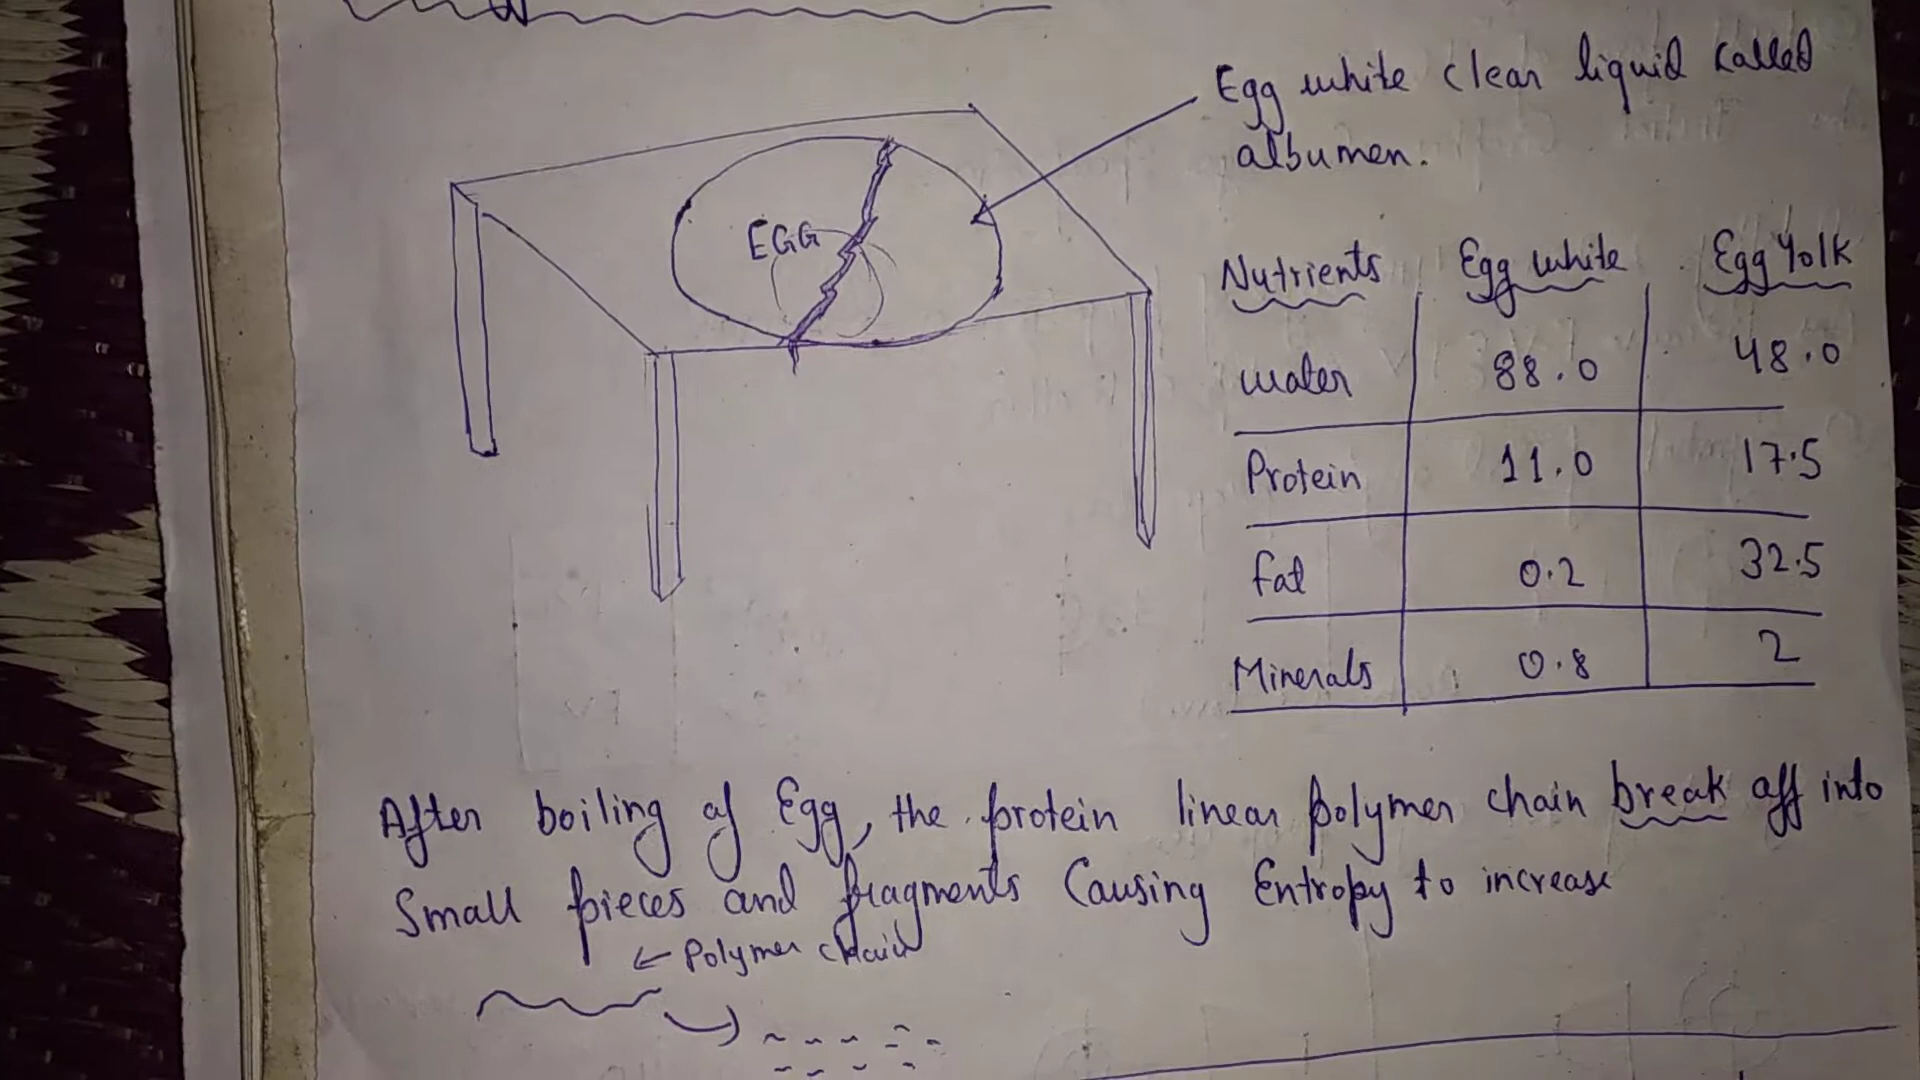 Egg white clear liquid called
albumen.
EGG
Nutrients Egg white Egg Yolk
water 88.0 48.0
Protein 11.0 17.5
fat 0.2 32.5
Minerals 0.8 2
After boiling of Egg, the protein linear polymer chain break off into
Small pieces and fragments Causing Entropy to increase
← Polymer chain